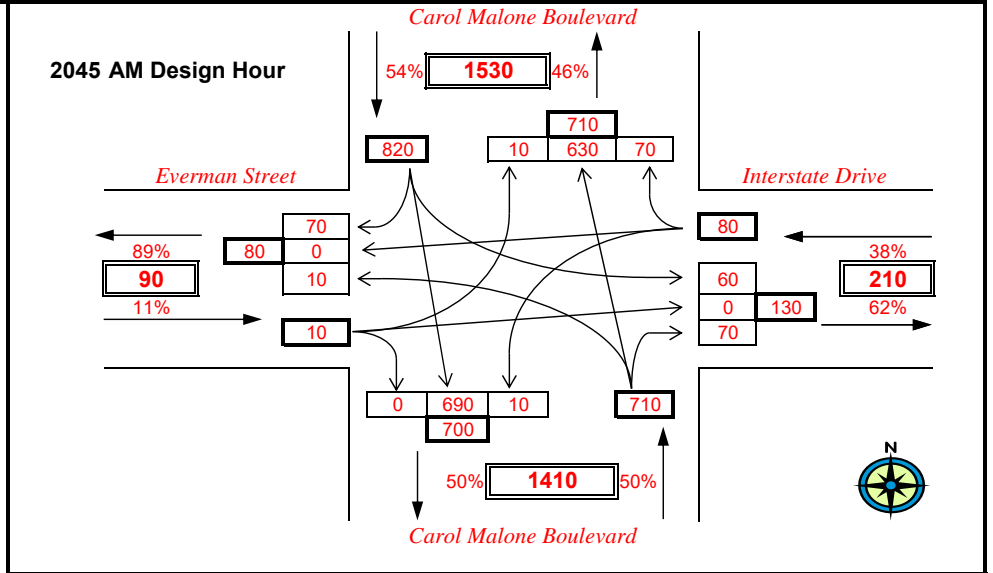 Carol Malone Boulevard
2045 AM Design Hour
54% 1530 46%
710
820 10 630 70
Everman Street Interstate Drive
70 80
89% 80 0 38%
90 10 60 210
11% 0 130 62%
10 70
0 690 10 710
700
N
50% 1410 50%
Carol Malone Boulevard